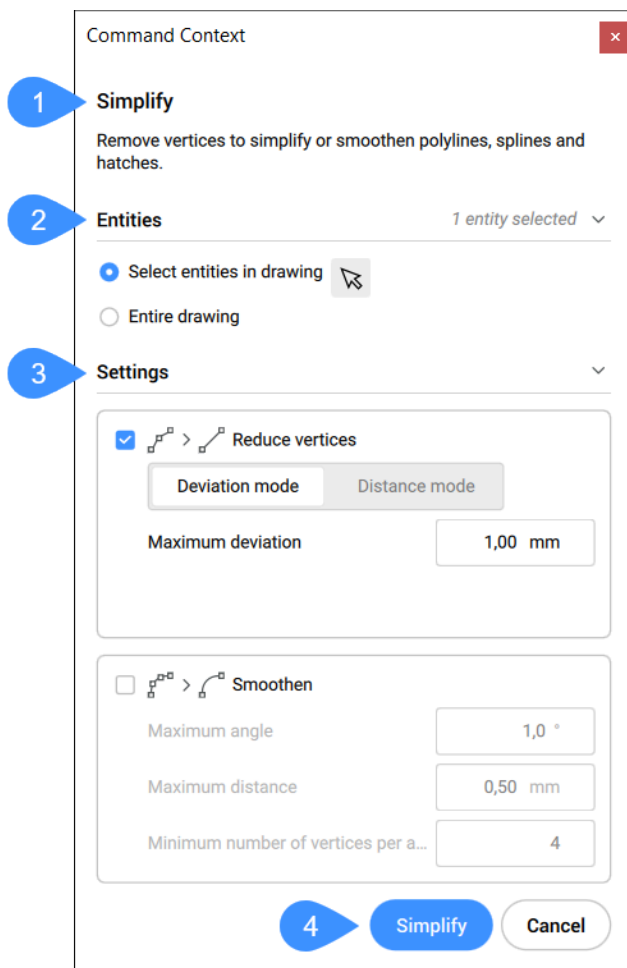 Command Context
×
1
Simplify
Remove vertices to simplify or smoothen polylines, splines and
hatches.
2
Entities 1 entity selected
Select entities in drawing
Entire drawing
3
Settings
> Reduce vertices
Deviation mode Distance mode
Maximum deviation 1,00 mm
> Smoothen
Maximum angle 1,0 °
Maximum distance 0,50 mm
Minimum number of vertices per a... 4
4
Simplify Cancel